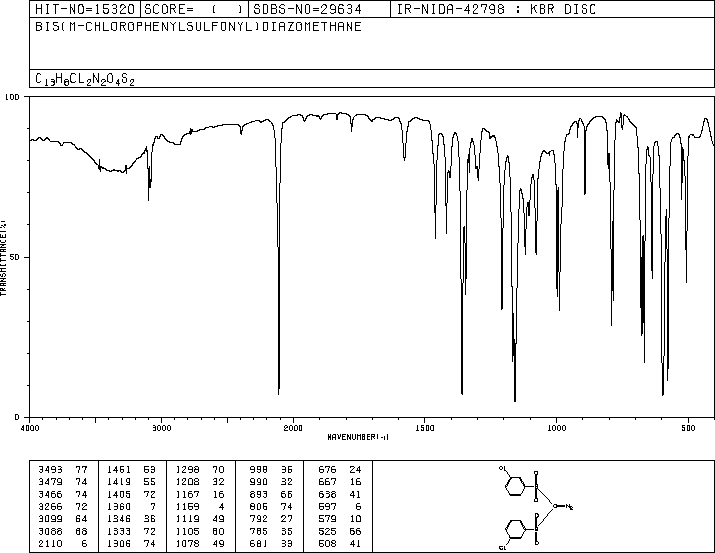 HIT-NO=15320 SCORE= ( ) SDBS-NO=29634 IR-NIDA-42798 : KBR DISC
BIS(M-CHLOROPHENYLSULFONYL)DIAZOMETHANE
C13H8CL2N2O4S2
100
50
0
TRANSMITTANCE(%)
4000 3000 2000 1500 1000 500
WAVENUMBER(-1)
3493 77 1461 53 1298 70 998 35 676 24
3479 74 1419 55 1208 32 990 32 667 16
3466 74 1405 72 1167 16 893 66 638 41
3266 72 1360 7 1159 4 806 74 597 6
3099 64 1346 36 1119 49 792 27 579 10
3088 68 1333 72 1105 60 785 35 525 66
2110 6 1306 74 1078 49 681 39 508 41
Cl
O
S
O
C=N2
O
S
O
Cl